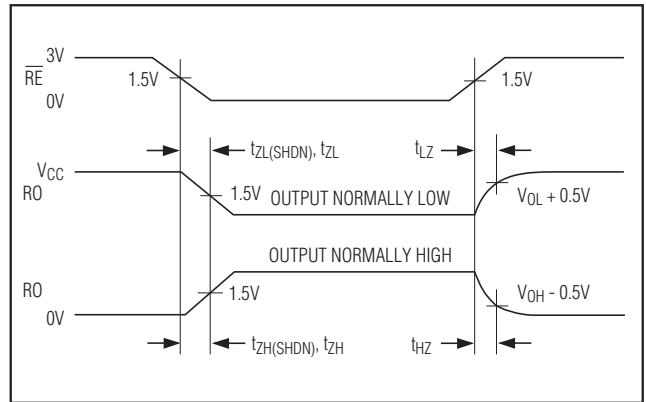 3V
RE
1.5V
1.5V
0V
tZL(SHDN), tZL
tLZ
VCC
RO
1.5V
OUTPUT NORMALLY LOW
VOL + 0.5V
OUTPUT NORMALLY HIGH
RO
1.5V
VOH - 0.5V
0V
tZH(SHDN), tZH
tHZ